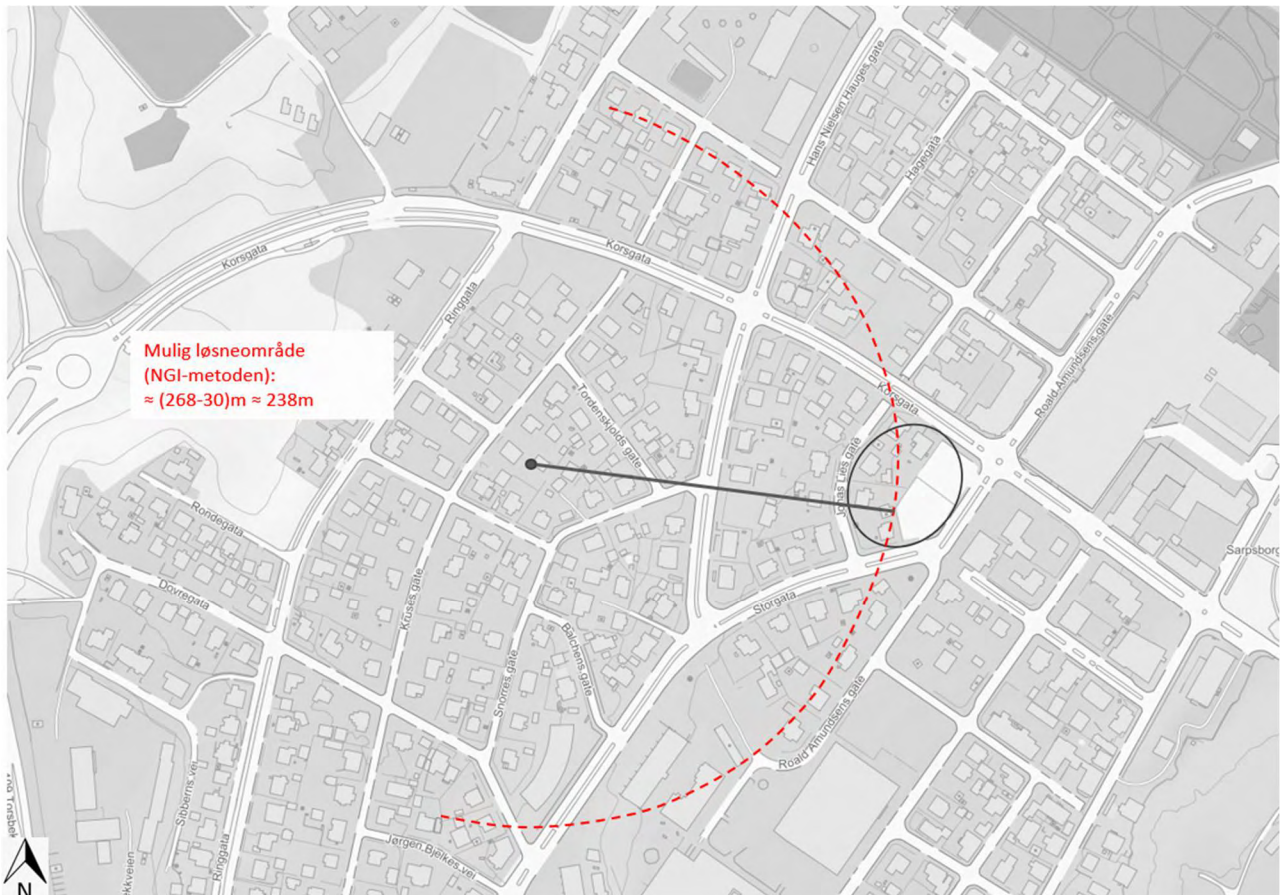 Hans Nielsen Hauges gate
Hagegata
Korsgata
Korsgata
Ringgata
Roald Amundsens gate
Mulig løsneområde
(NGI-metoden):
≈ (268-30)m ≈ 238m
Tordenskjolds gate
Korsgata
Jonas Lies gate
Rondegata
Sarpsborg
Dovregata
Kruses gate
Storgata
Balchens gate
Snorres gate
Roald Amundsens gate
Sibberns vei
Ringgata
Jørgen Bjelkes vei
N